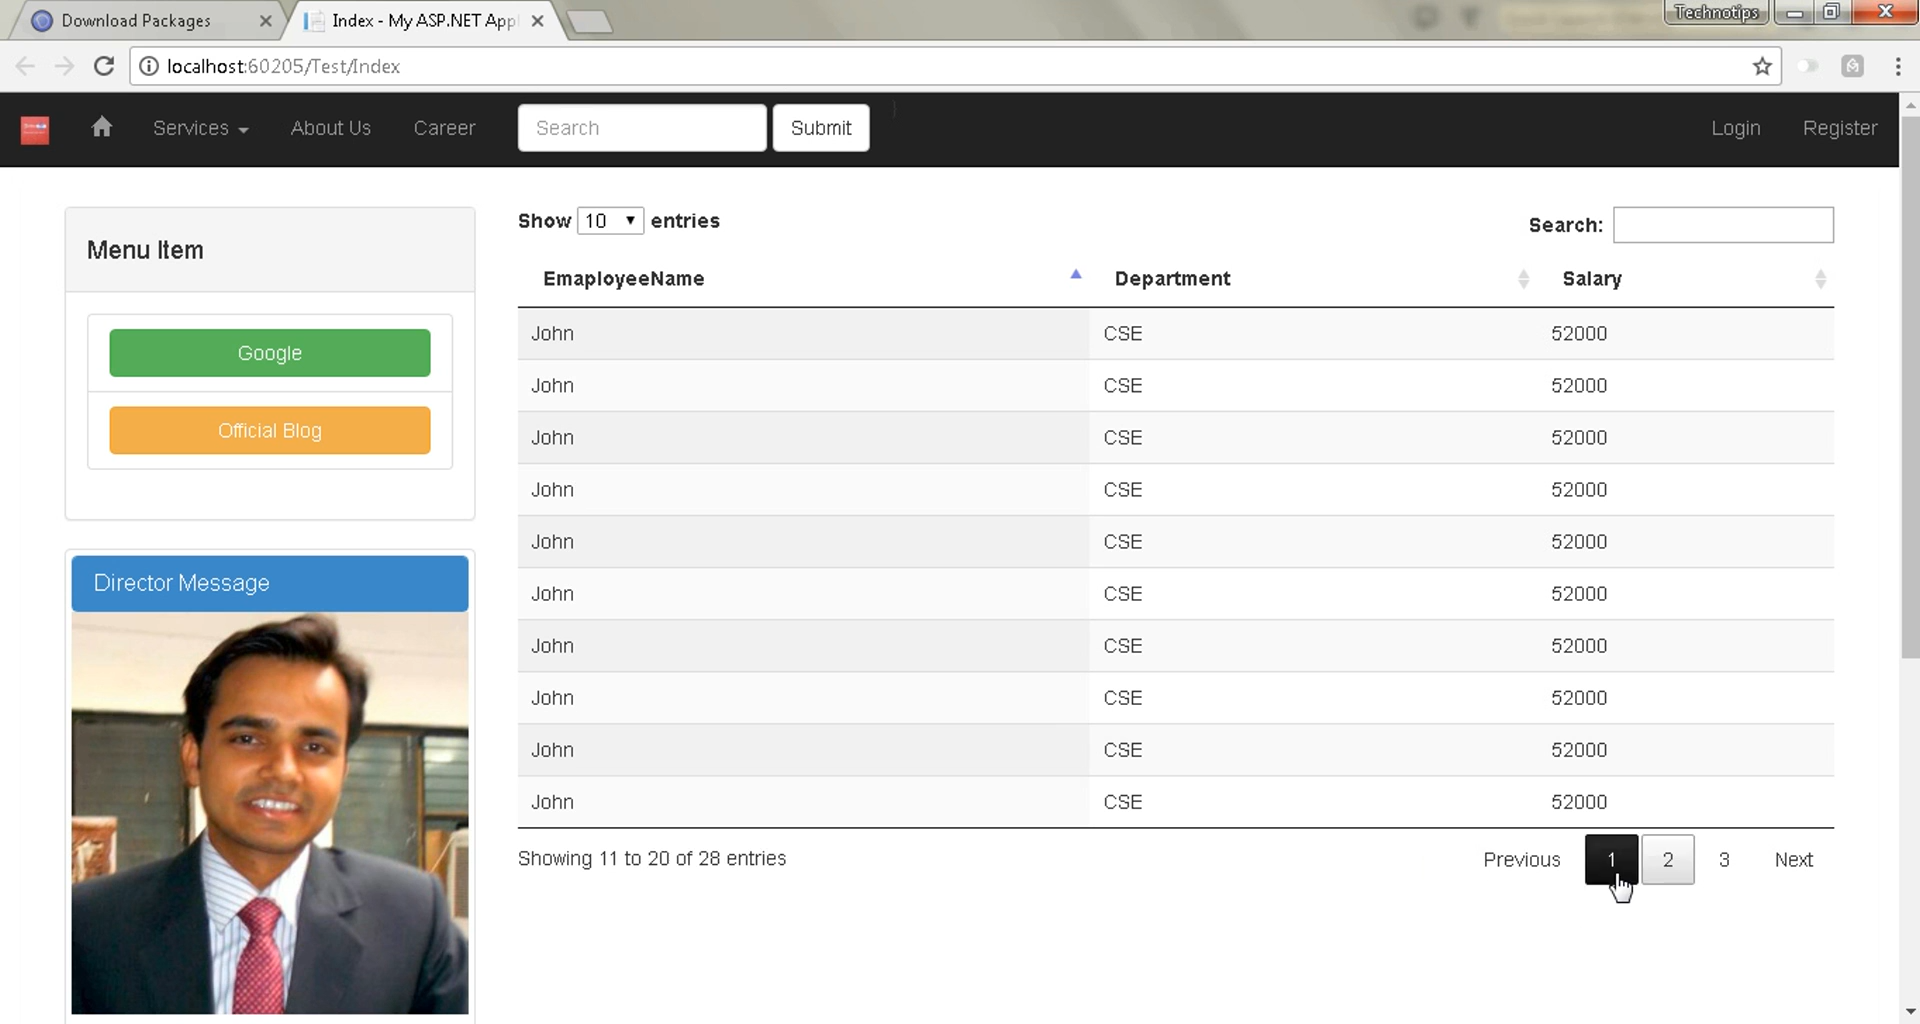 Download Packages
Index - My ASP.NET App
Technotips
localhost:60205/Test/Index
Services
About Us
Career
Search
Submit
Login
Register
Menu Item
Google
Official Blog
Director Message
Show 10 entries
Search:
EmaployeeName Department Salary
John CSE 52000
John CSE 52000
John CSE 52000
John CSE 52000
John CSE 52000
John CSE 52000
John CSE 52000
John CSE 52000
John CSE 52000
John CSE 52000
Showing 11 to 20 of 28 entries
Previous 1 2 3 Next